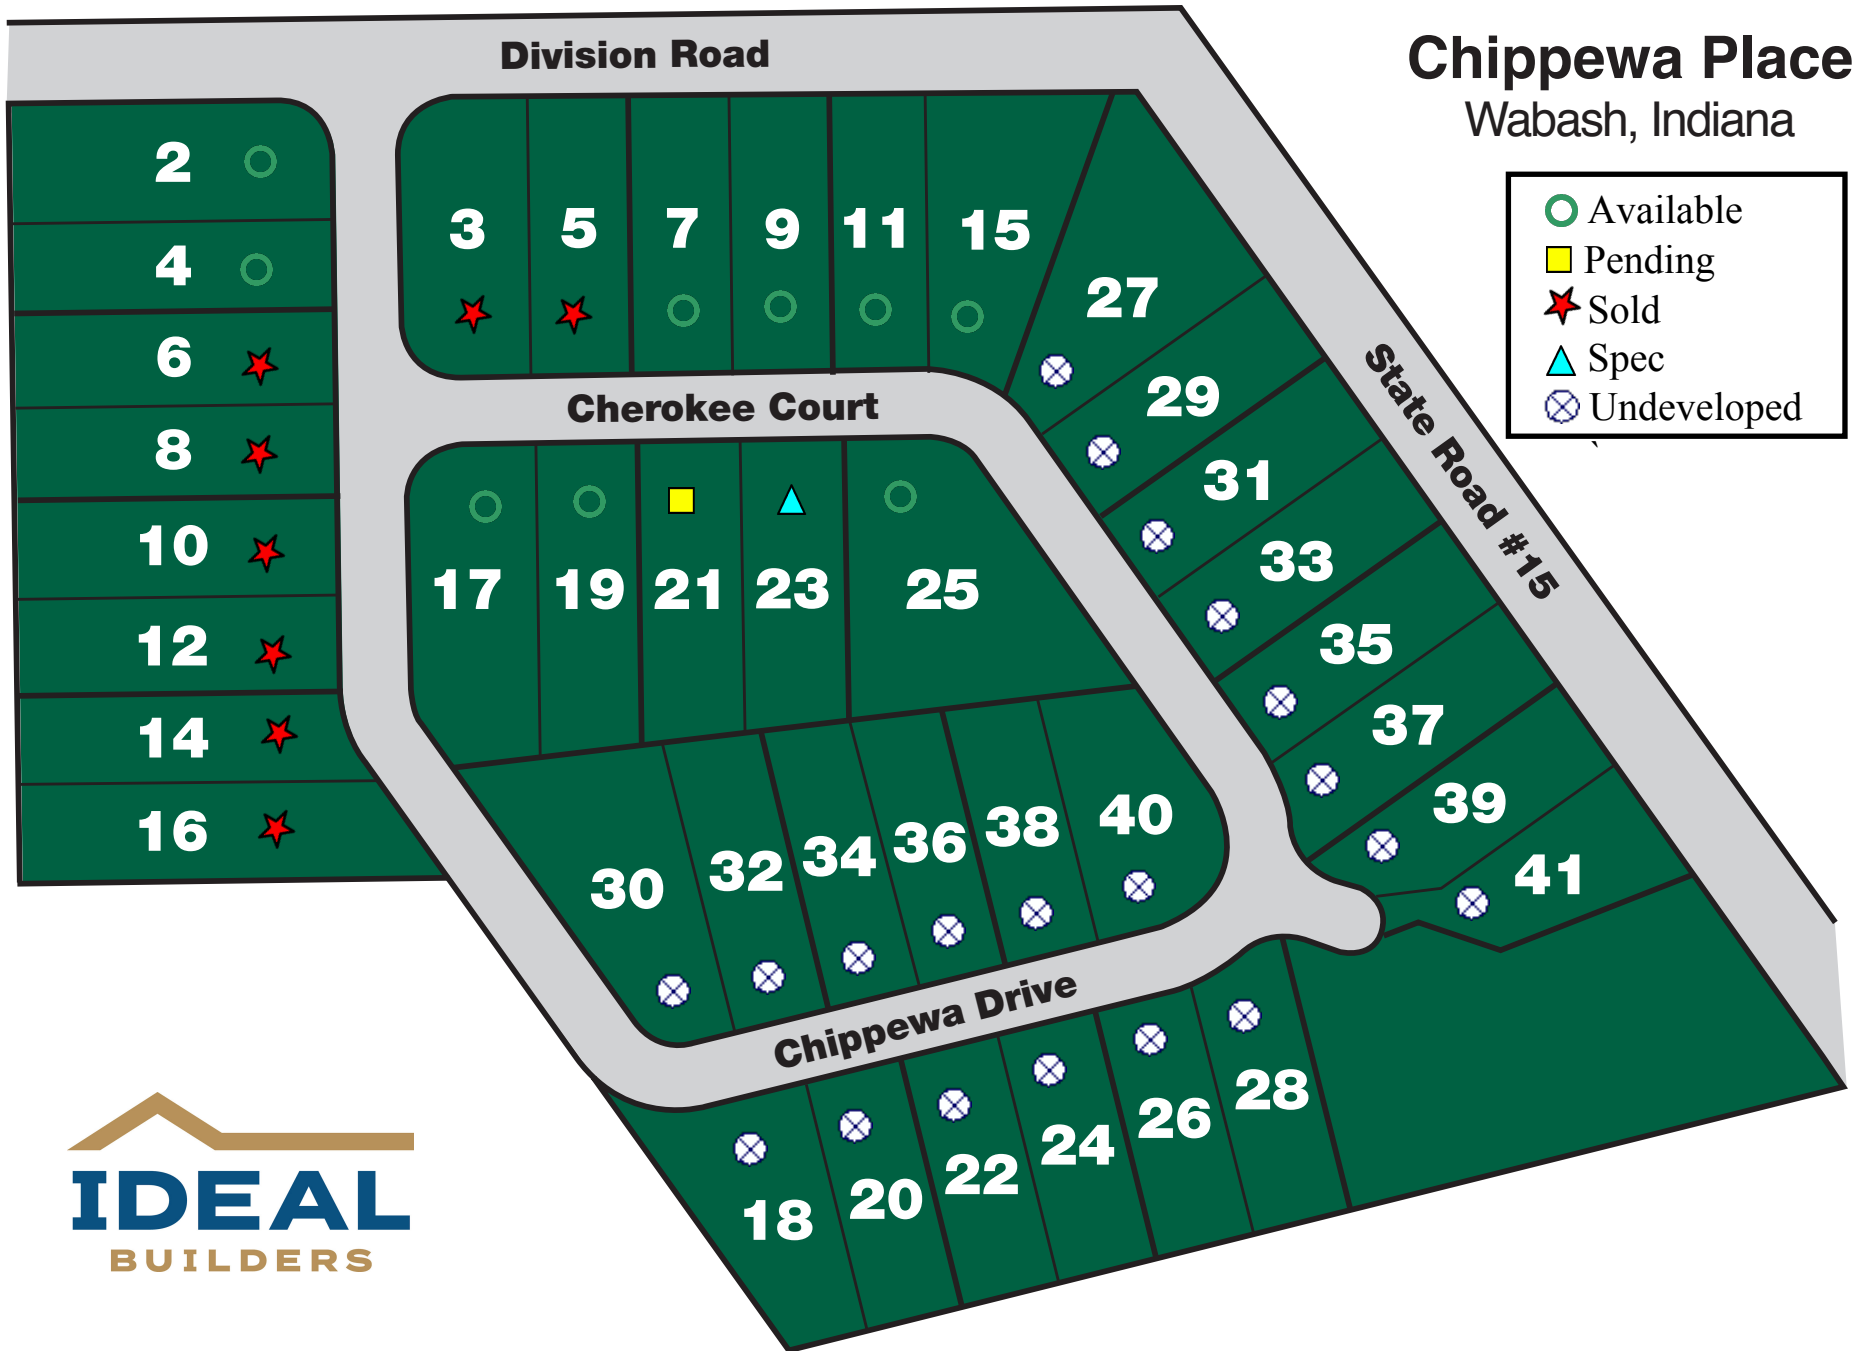 Division Road
Chippewa Place
Wabash, Indiana
Available
Pending
Sold
Spec
Undeveloped
`
2
4
6
8
10
12
14
16
3 5 7 9 11 15
27
29
31
33
35
37
39
41
State Road #15
Cherokee Court
17 19 21 23 25
30 32 34 36 38 40
Chippewa Drive
18 20 22 24 26 28
IDEAL
BUILDERS